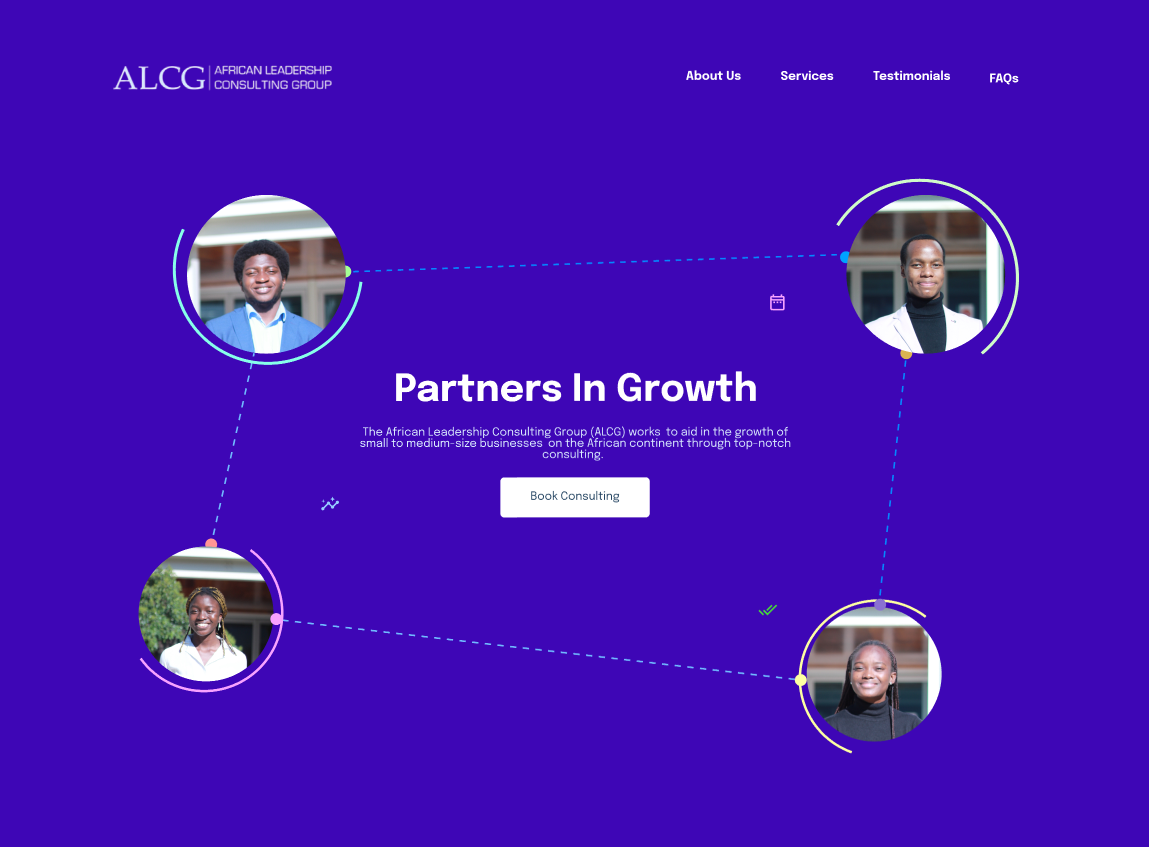 ALCG
AFRICAN LEADERSHIP
CONSULTING GROUP
About Us
Services
Testimonials
FAQs
Partners In Growth
The African Leadership Consulting Group (ALCG) works to aid in the growth of
small to medium-size businesses on the African continent through top-notch
consulting.
Book Consulting